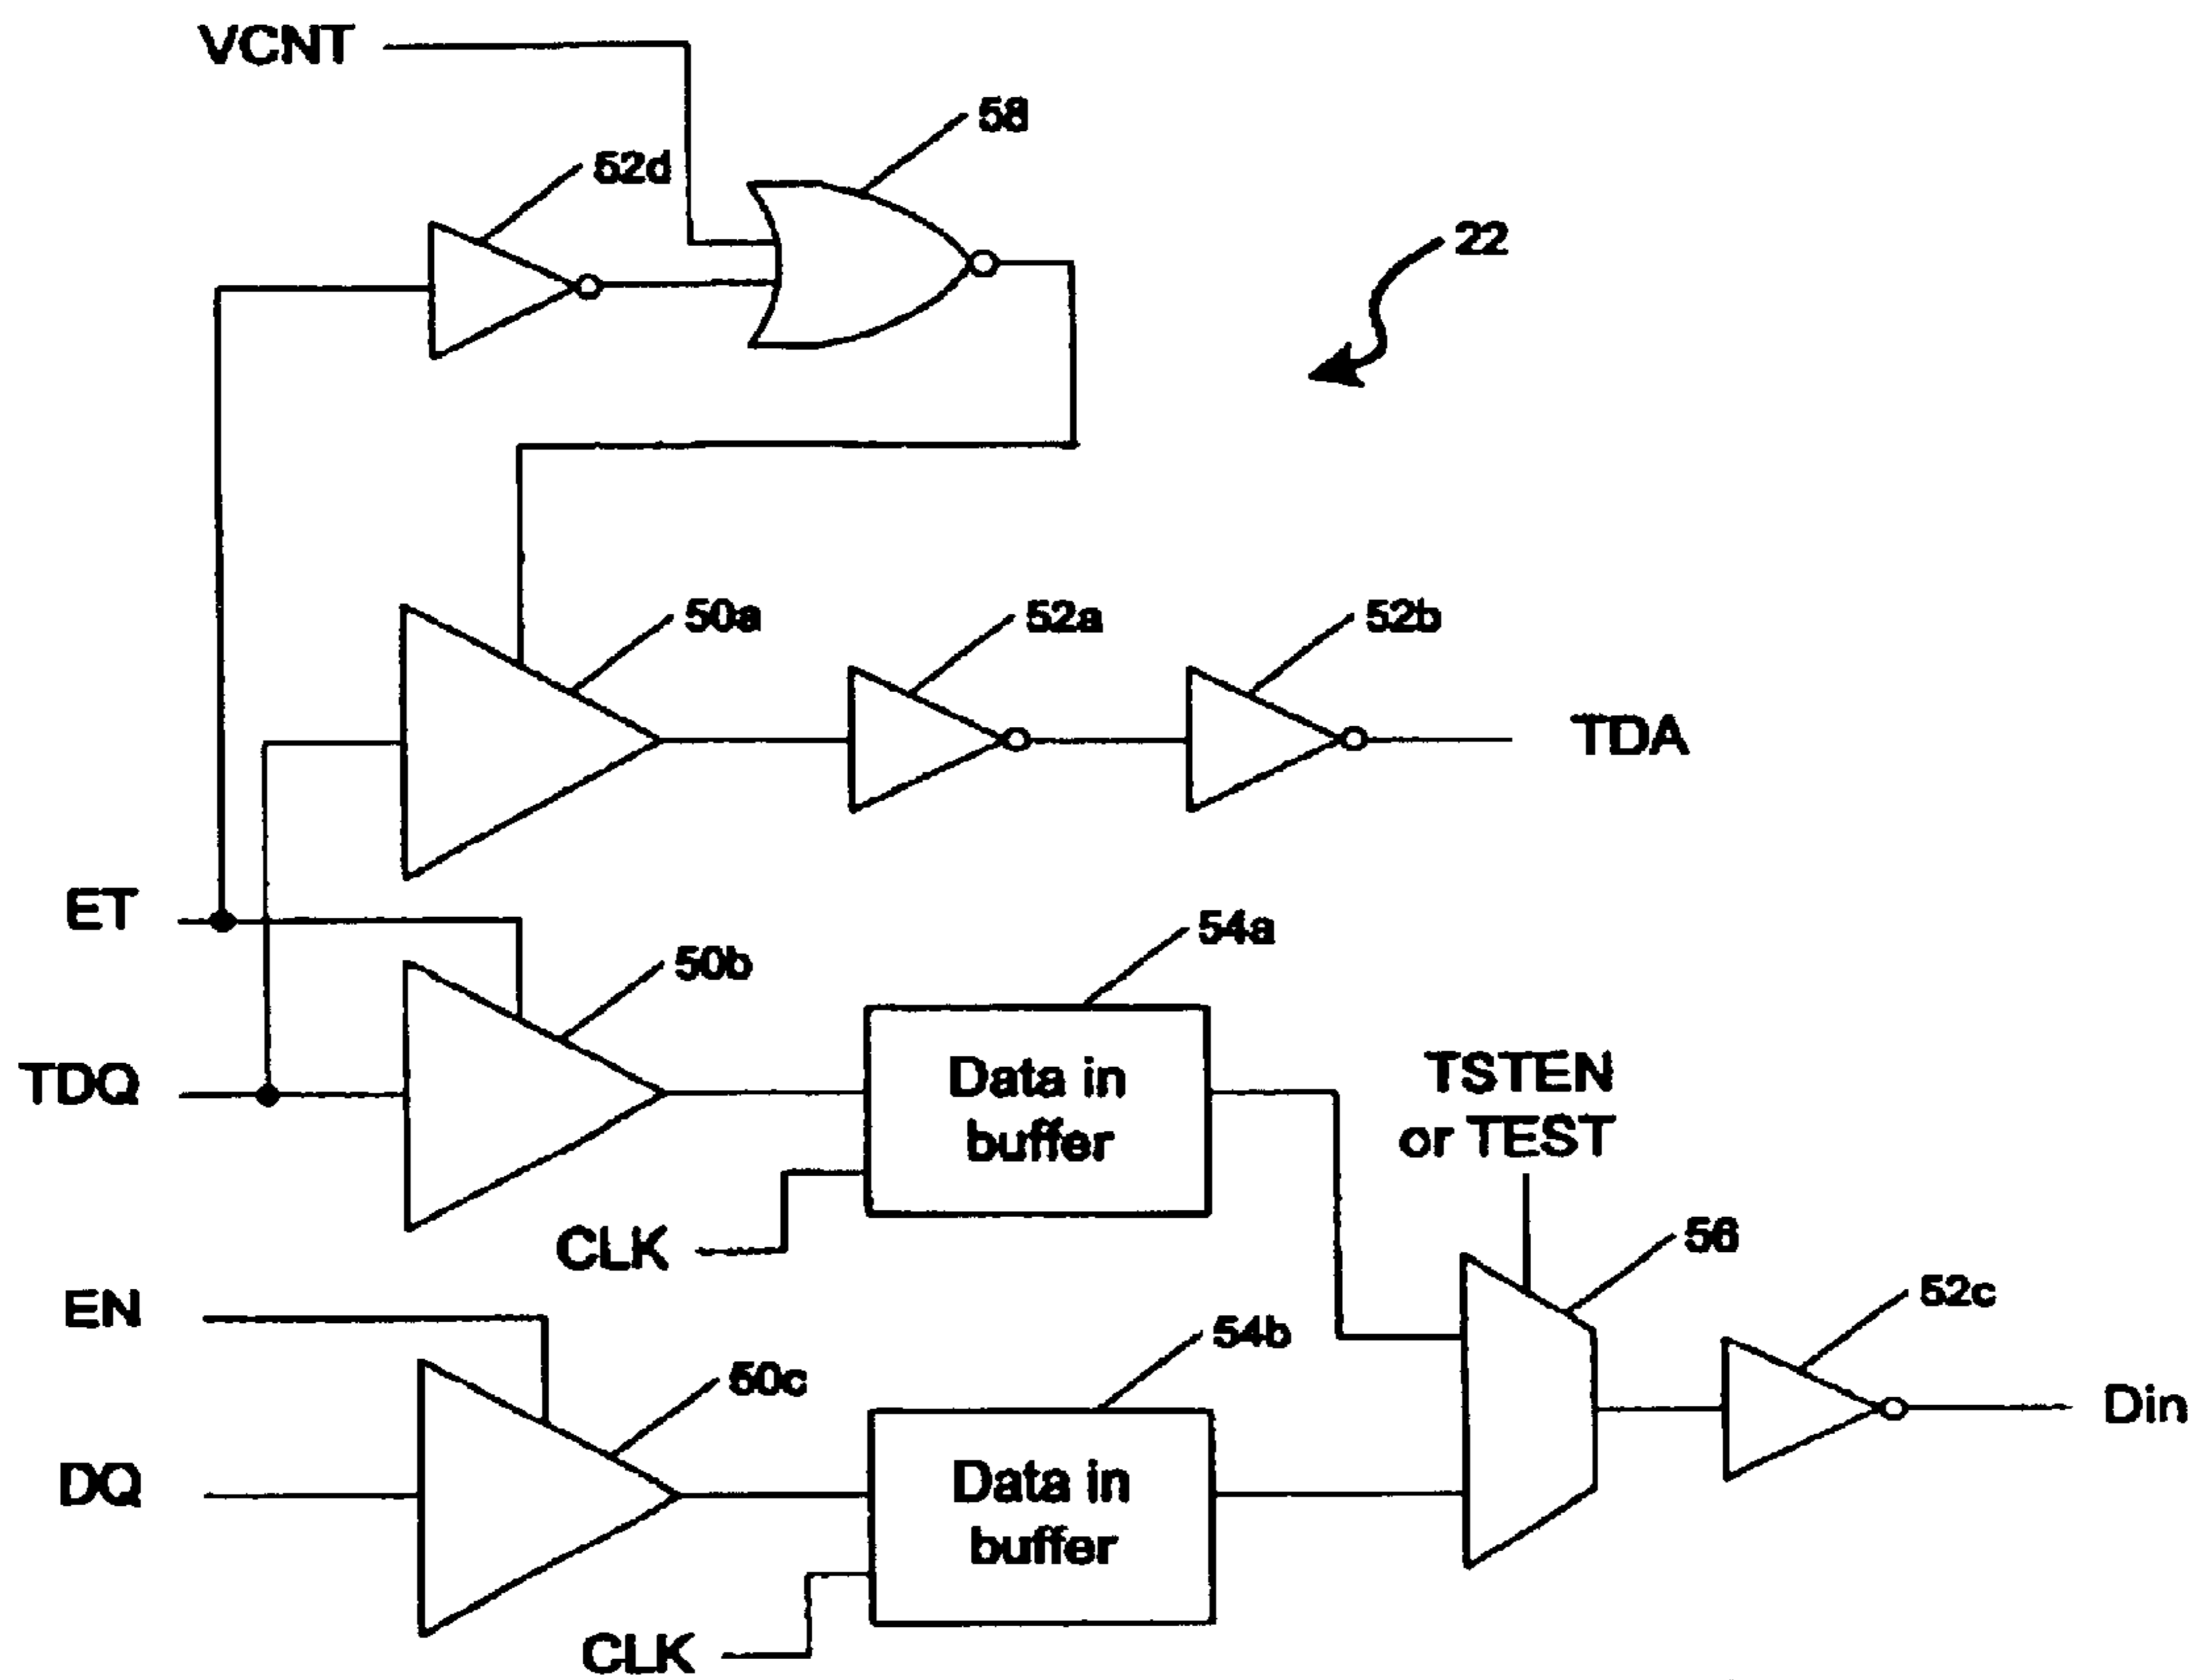 VCNT
58
52d
22
50a
52a
52b
TDA
ET
54a
50b
TDQ
Data in
buffer
TSTEN
or TEST
CLK
56
EN
52c
54b
50c
Din
DQ
Data in
buffer
CLK